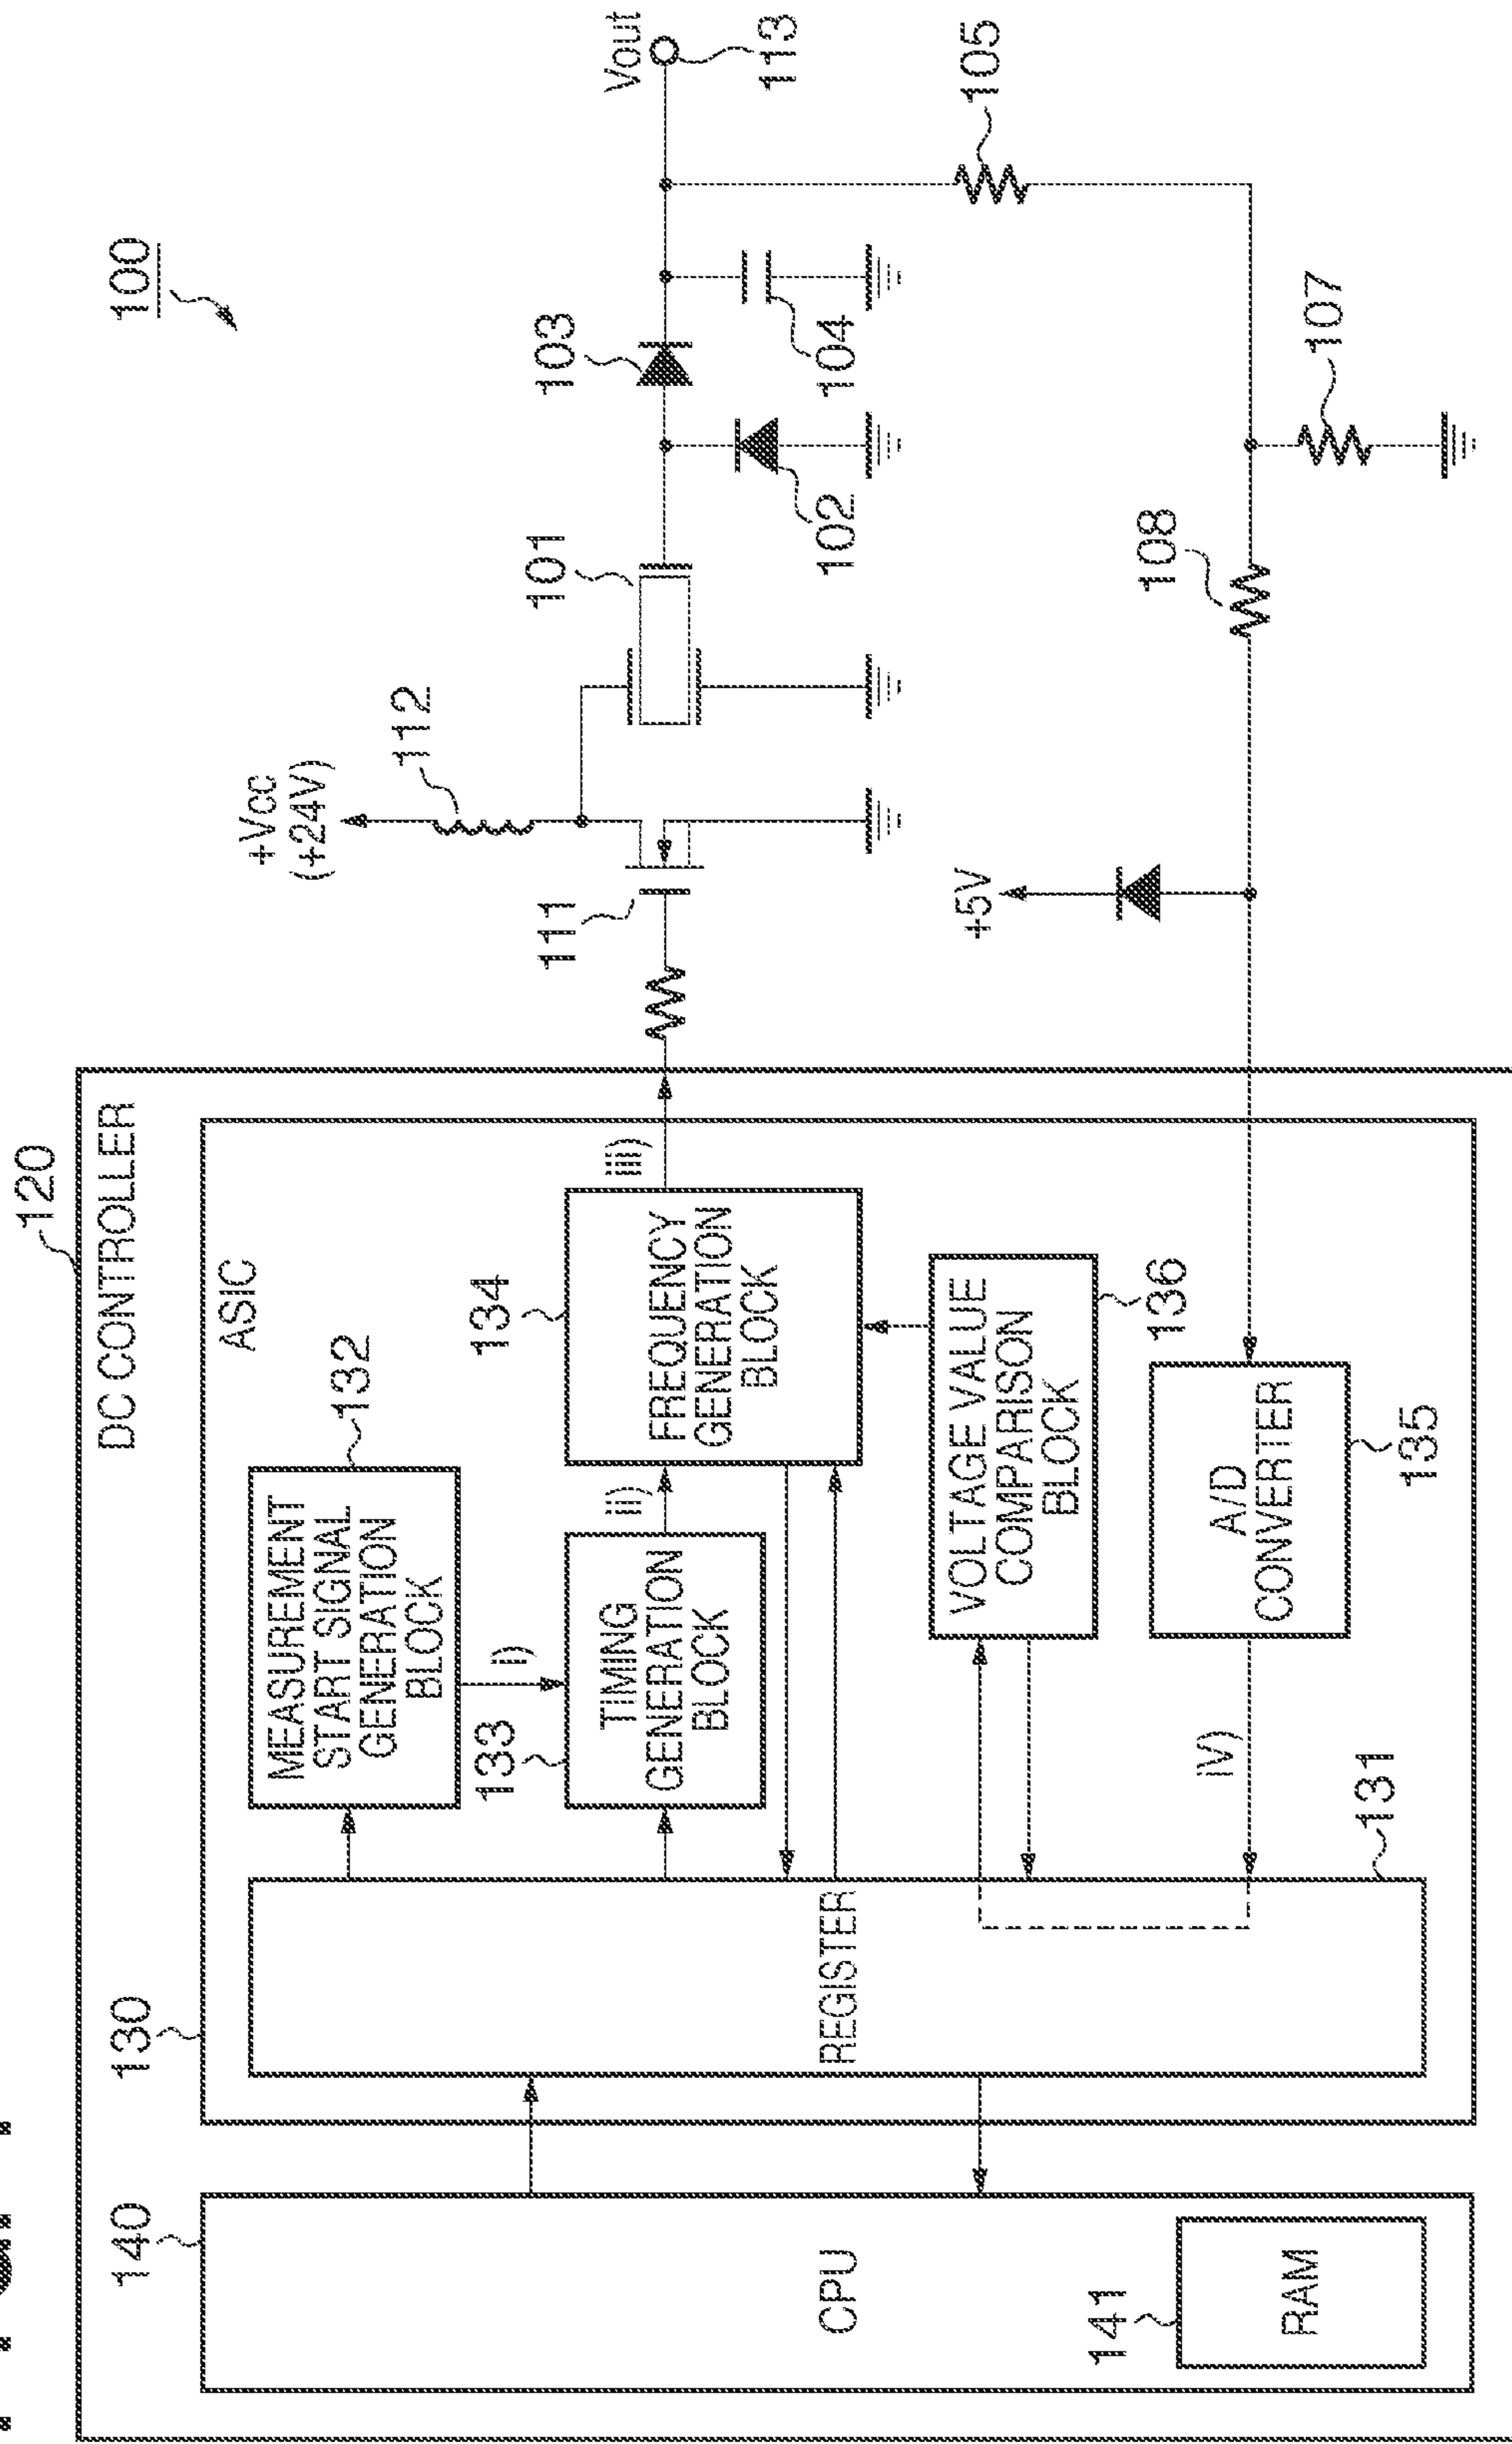 100
120
DC CONTROLLER
130
ASIC
140
CPU
141
RAM
REGISTER
131
132
MEASUREMENT
START SIGNAL
GENERATION
BLOCK
i)
133
TIMING
GENERATION
BLOCK
ii)
134
FREQUENCY
GENERATION
BLOCK
iii)
VOLTAGE VALUE
COMPARISON
BLOCK
136
A/D
CONVERTER
135
iV)
+Vcc
(+24V)
112
111
101
102
103
104
Vout
113
105
107
108
+5V